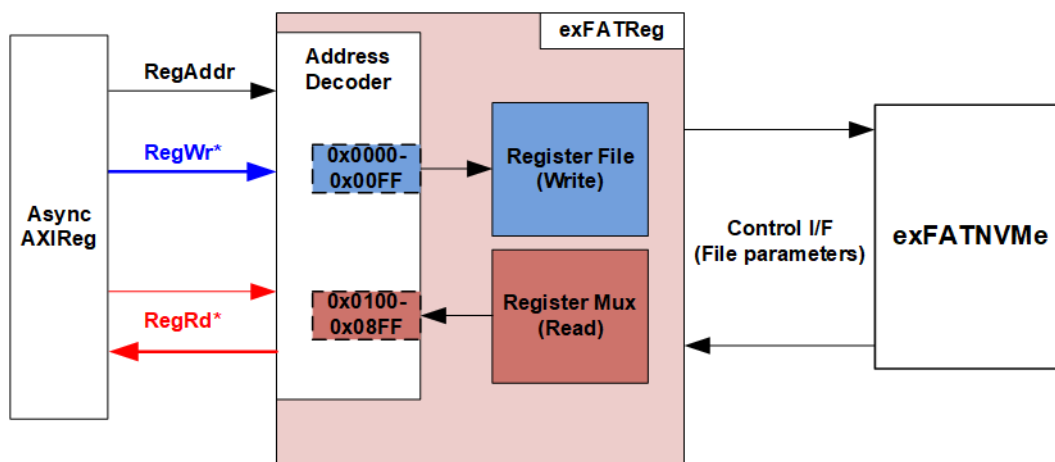 exFATReg
Async
AXIReg
RegAddr
RegWr*
RegRd*
Address
Decoder
0x0000-
0x00FF
0x0100-
0x08FF
Register File
(Write)
Register Mux
(Read)
Control I/F
(File parameters)
exFATNVMe